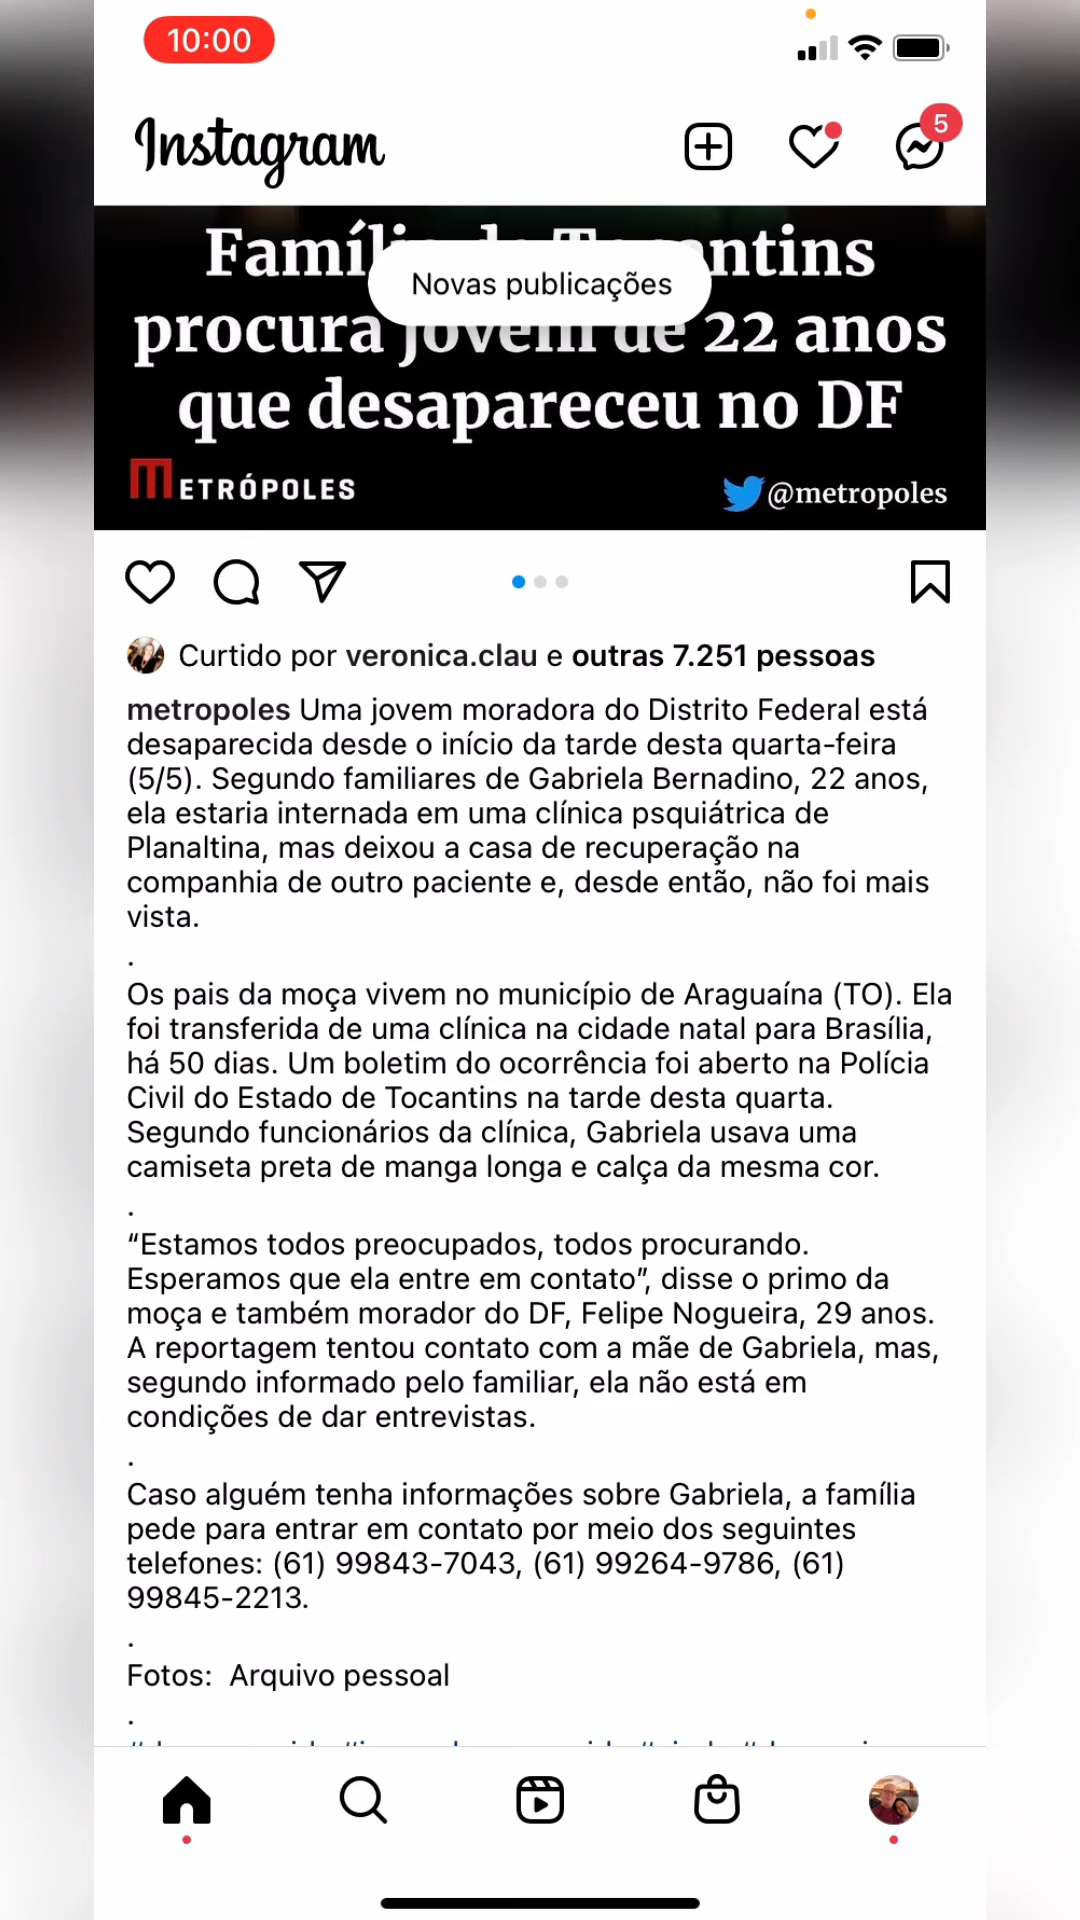 10:00
Instagram
5
Família de Tocantins
Novas publicações
procura jovem de 22 anos
que desapareceu no DF
METRÓPOLES
@metropoles
Curtido por veronica.clau e outras 7.251 pessoas
metropoles Uma jovem moradora do Distrito Federal está
desaparecida desde o início da tarde desta quarta-feira
(5/5). Segundo familiares de Gabriela Bernadino, 22 anos,
ela estaria internada em uma clínica psquiátrica de
Planaltina, mas deixou a casa de recuperação na
companhia de outro paciente e, desde então, não foi mais
vista.
.
Os pais da moça vivem no município de Araguaína (TO). Ela
foi transferida de uma clínica na cidade natal para Brasília,
há 50 dias. Um boletim do ocorrência foi aberto na Polícia
Civil do Estado de Tocantins na tarde desta quarta.
Segundo funcionários da clínica, Gabriela usava uma
camiseta preta de manga longa e calça da mesma cor.
.
“Estamos todos preocupados, todos procurando.
Esperamos que ela entre em contato”, disse o primo da
moça e também morador do DF, Felipe Nogueira, 29 anos.
A reportagem tentou contato com a mãe de Gabriela, mas,
segundo informado pelo familiar, ela não está em
condições de dar entrevistas.
.
Caso alguém tenha informações sobre Gabriela, a família
pede para entrar em contato por meio dos seguintes
telefones: (61) 99843-7043, (61) 99264-9786, (61)
99845-2213.
.
Fotos: Arquivo pessoal
.